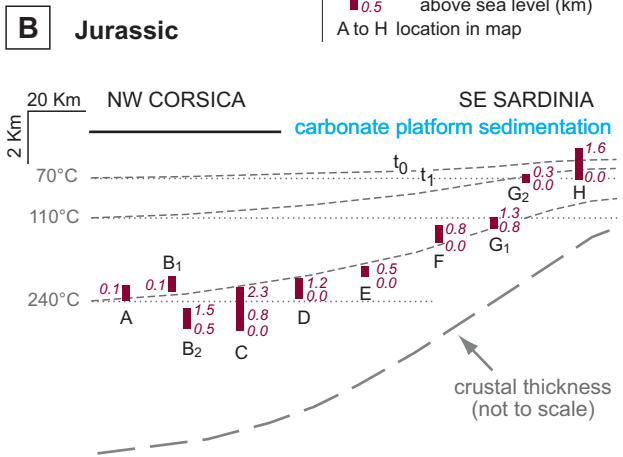 0.5 above sea level (km)
A to H location in map
B Jurassic
20 Km NW CORSICA SE SARDINIA
2 Km
carbonate platform sedimentation
t0
t1
70°C
110°C
240°C
1.6
0.0
H
0.3
0.0
G2
1.3
0.8
G1
0.8
0.0
F
0.5
0.0
E
1.2
0.0
D
2.3
0.8
0.0
C
B1
0.1
0.1
A
1.5
0.5
B2
crustal thickness
(not to scale)